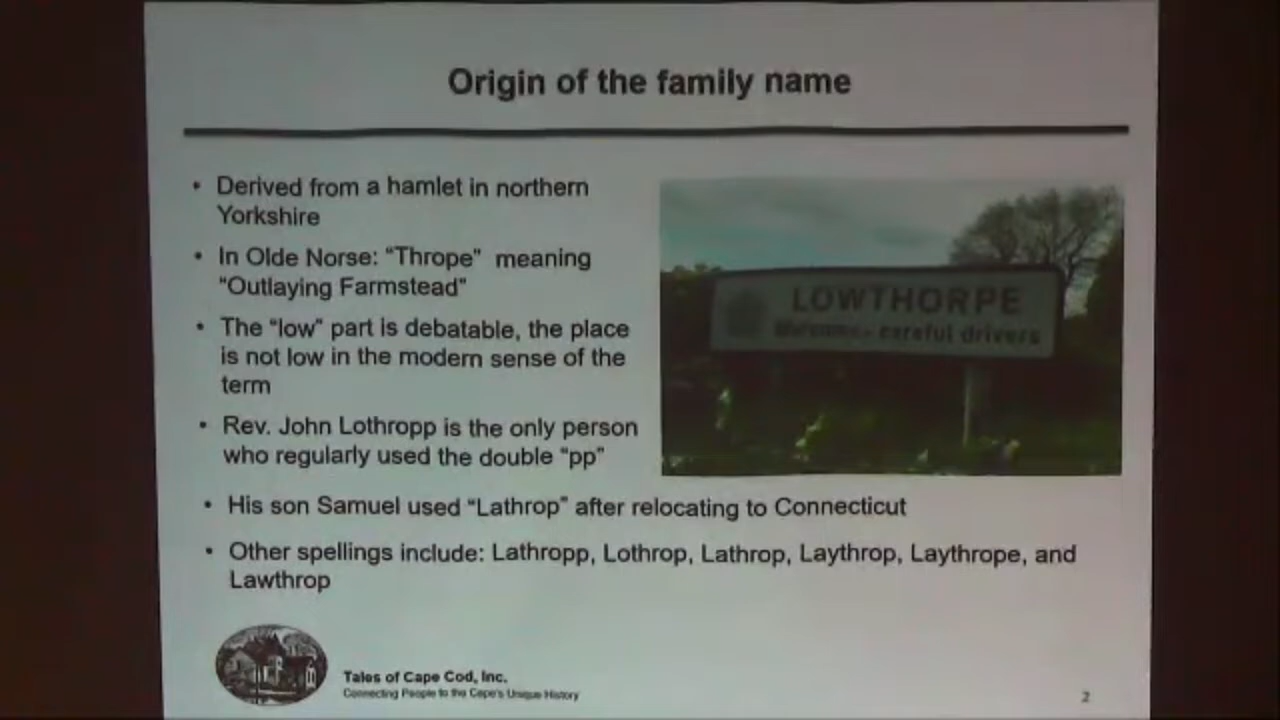 Origin of the family name
• Derived from a hamlet in northern
Yorkshire
• In Olde Norse: “Thrope” meaning
“Outlaying Farmstead”
• The “low” part is debatable, the place
is not low in the modern sense of the
term
• Rev. John Lothropp is the only person
who regularly used the double “pp”
LOWTHORPE
careful drivers
• His son Samuel used “Lathrop” after relocating to Connecticut
• Other spellings include: Lathropp, Lothrop, Lathrop, Laythrop, Laythrope, and
Lawthrop
Tales of Cape Cod, Inc.
Connecting People to the Cape's Unique History
2